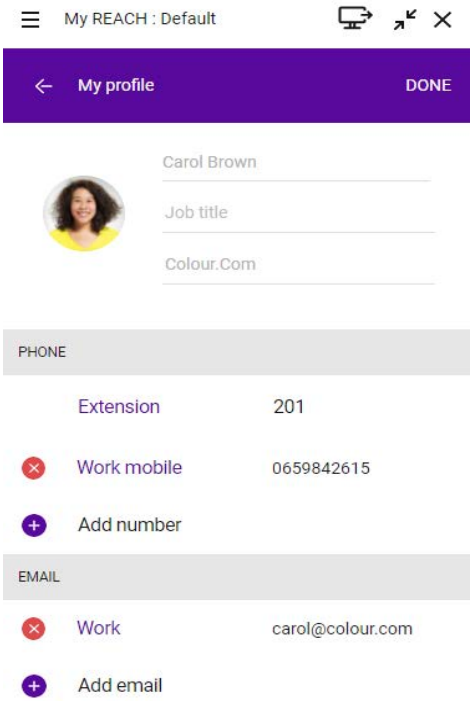 My REACH : Default
My profile DONE
Carol Brown
Job title
Colour.Com
PHONE
Extension 201
Work mobile 0659842615
Add number
EMAIL
Work carol@colour.com
Add email